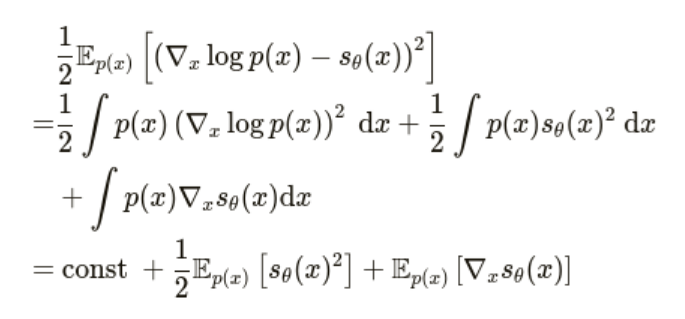 $\frac{1}{2}\mathbb{E}_{p(x)}\left[\left(\nabla_x \log p(x) - s_\theta(x)\right)^2\right]$
$=\frac{1}{2}\int p(x)\left(\nabla_x \log p(x)\right)^2 \, \mathrm{d}x + \frac{1}{2}\int p(x) s_\theta(x)^2 \, \mathrm{d}x$
$+ \int p(x) \nabla_x s_\theta(x) \mathrm{d}x$
$= \text{const } + \frac{1}{2}\mathbb{E}_{p(x)}\left[s_\theta(x)^2\right] + \mathbb{E}_{p(x)}\left[\nabla_x s_\theta(x)\right]$